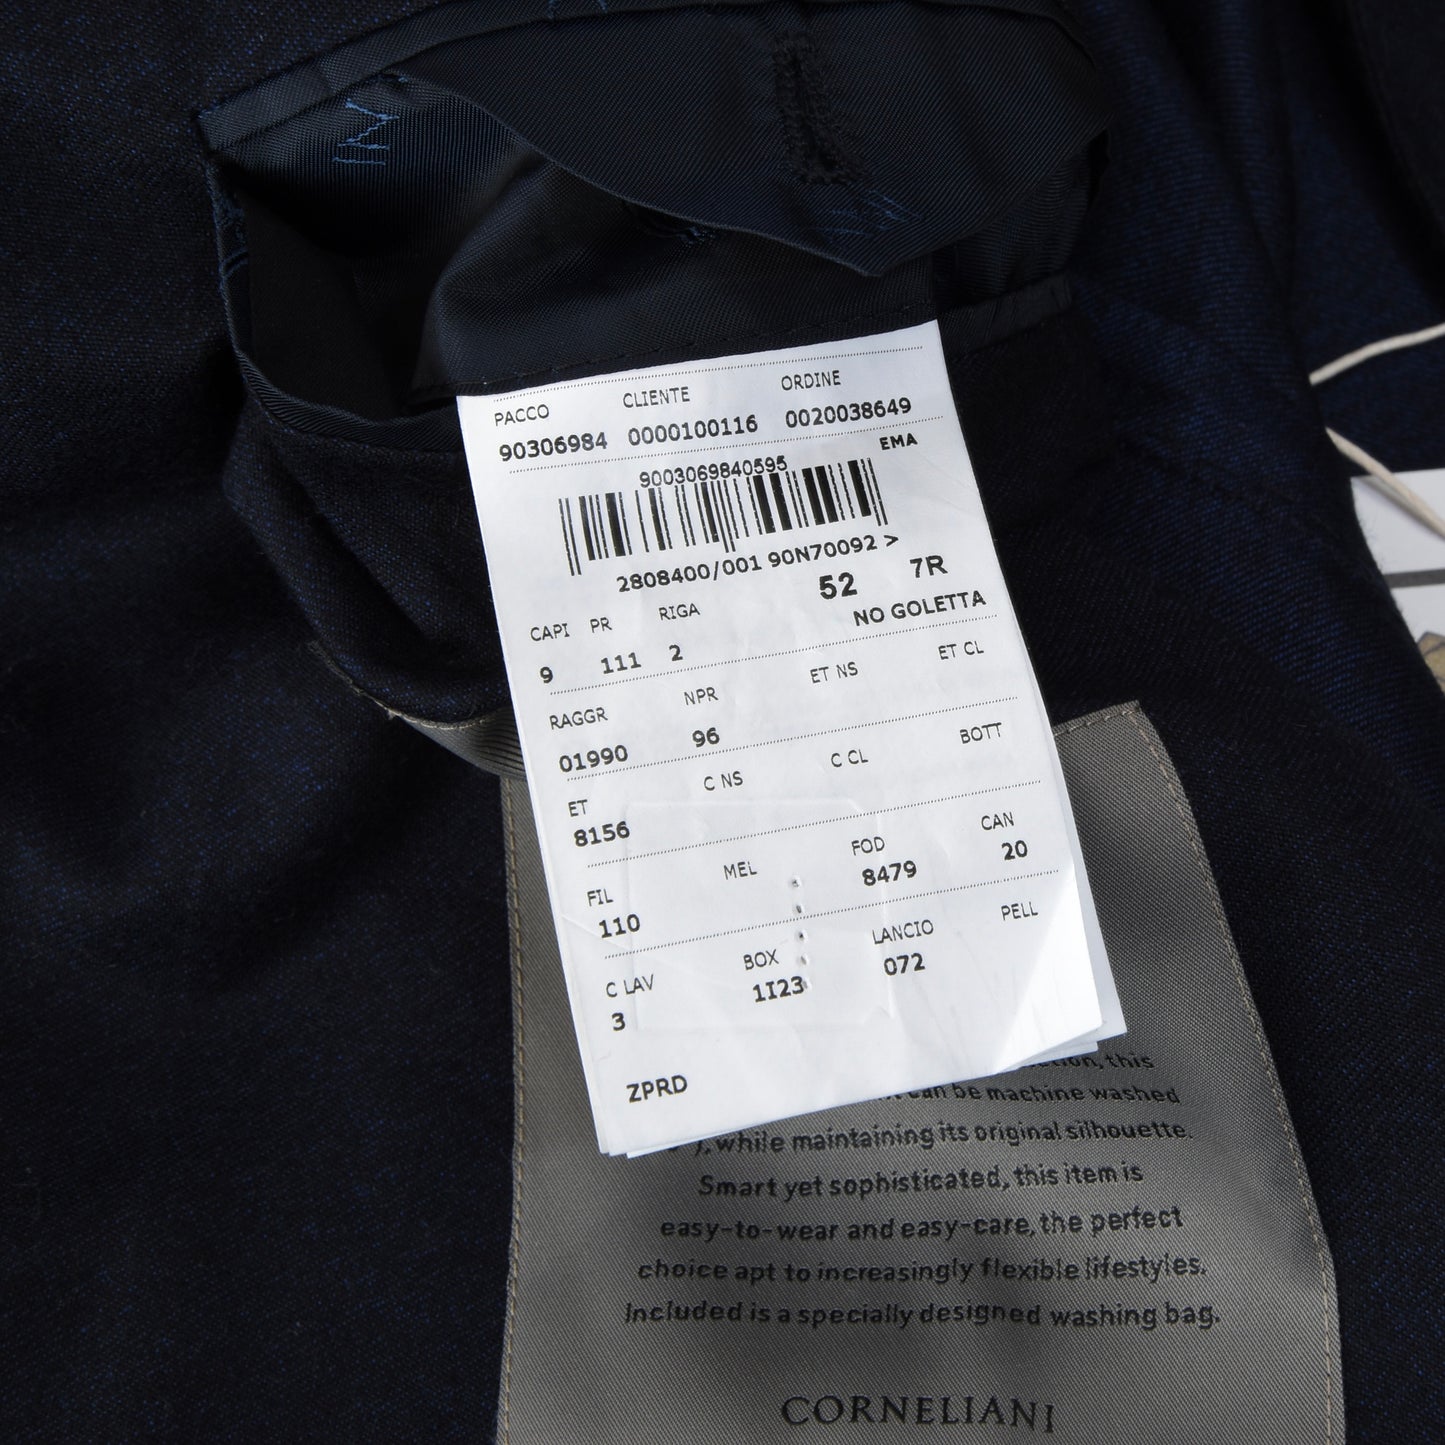 PACCO CLIENTE ORDINE
90306984 0000100116 0020038649
EMA
9003069840595
2808400/001 90N70092 >
52 7R
NO GOLETTA
CAPI PR RIGA
9 111 2
RAGGR NPR ET NS ET CL
01990 96
ET C NS C CL BOTT
8156
FIL MEL FOD CAN
110 8479 20
C LAV BOX LANCIO PELL
3 1I23 072
ZPRD
this
can be machine washed
), while maintaining its original silhouette.
Smart yet sophisticated, this item is
easy-to-wear and easy-care, the perfect
choice apt to increasingly flexible lifestyles.
Included is a specially designed washing bag.
CORNELIANI